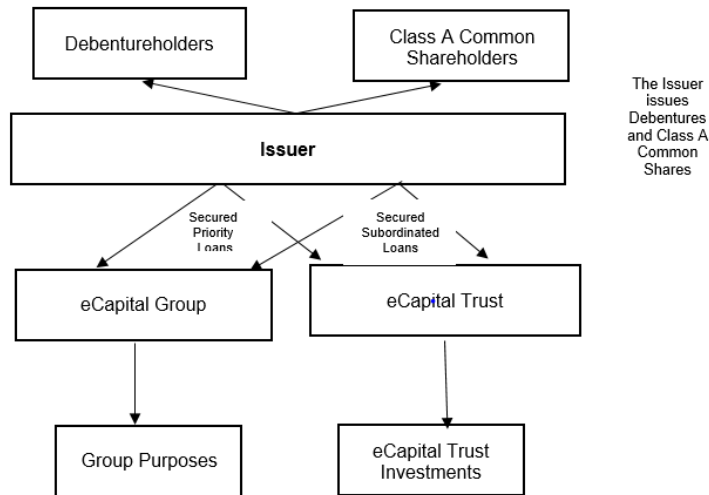 Debentureholders
Class A Common
Shareholders
The Issuer
issues
Debentures
and Class A
Common
Shares
Issuer
Secured
Priority
Loans
Secured
Subordinated
Loans
eCapital Group
eCapital Trust
Group Purposes
eCapital Trust
Investments